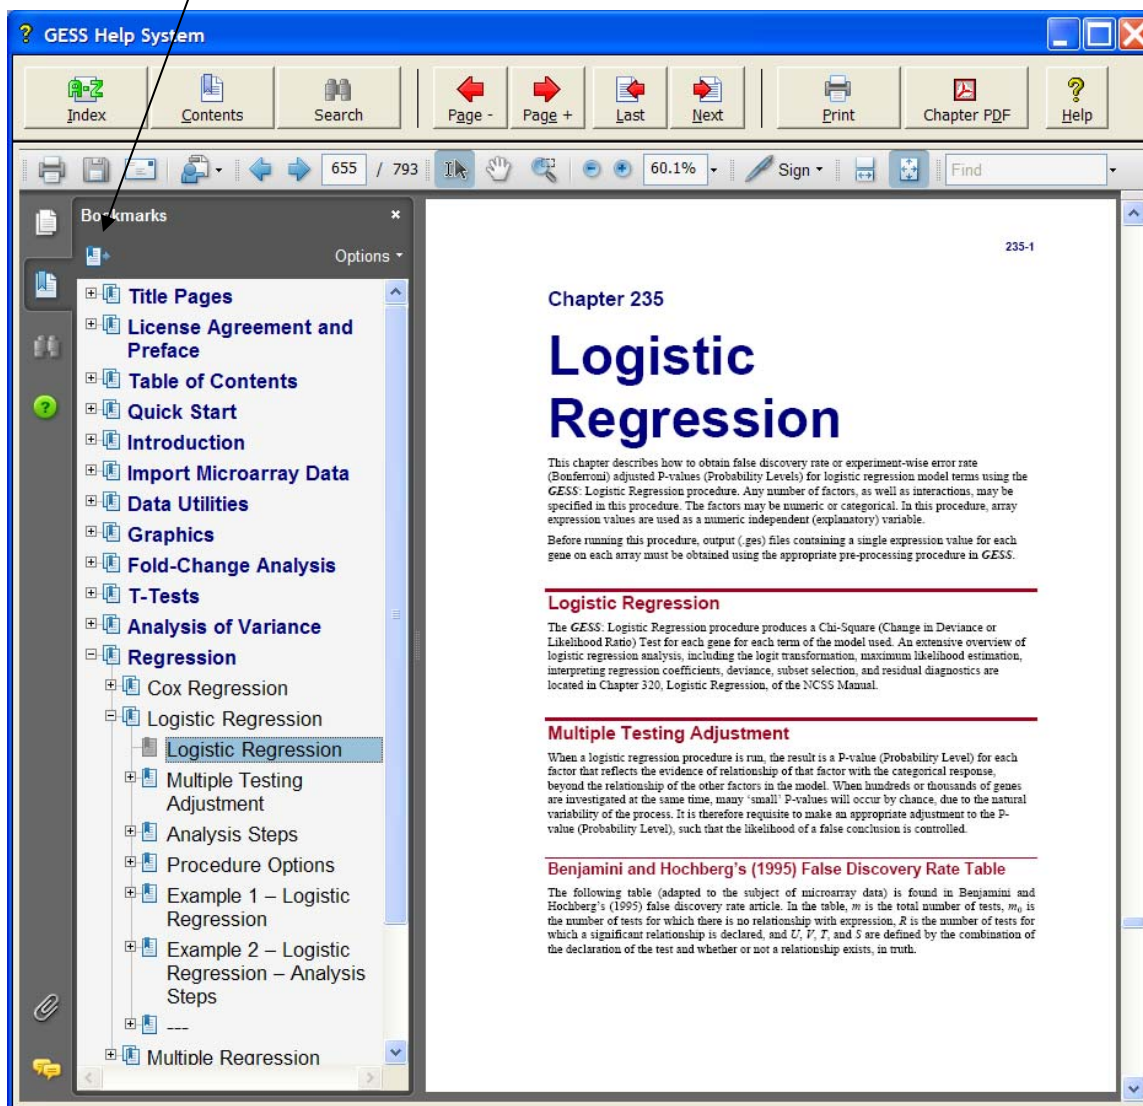 GESS Help System
Index Contents Search Page - Page + Last Next Print Chapter PDF Help
655 / 793 60.1% Sign Find
Bookmarks
Options
Title Pages
License Agreement and
Preface
Table of Contents
Quick Start
Introduction
Import Microarray Data
Data Utilities
Graphics
Fold-Change Analysis
T-Tests
Analysis of Variance
Regression
Cox Regression
Logistic Regression
Logistic Regression
Multiple Testing
Adjustment
Analysis Steps
Procedure Options
Example 1 – Logistic
Regression
Example 2 – Logistic
Regression – Analysis
Steps
---
Multiple Regression
235-1
Chapter 235
Logistic
Regression
This chapter describes how to obtain false discovery rate or experiment-wise error rate
(Bonferroni) adjusted P-values (Probability Levels) for logistic regression model terms using the
GESS: Logistic Regression procedure. Any number of factors, as well as interactions, may be
specified in this procedure. The factors may be numeric or categorical. In this procedure, array
expression values are used as a numeric independent (explanatory) variable.
Before running this procedure, output (.ges) files containing a single expression value for each
gene on each array must be obtained using the appropriate pre-processing procedure in GESS.
Logistic Regression
The GESS: Logistic Regression procedure produces a Chi-Square (Change in Deviance or
Likelihood Ratio) Test for each gene for each term of the model used. An extensive overview of
logistic regression analysis, including the logit transformation, maximum likelihood estimation,
interpreting regression coefficients, deviance, subset selection, and residual diagnostics are
located in Chapter 320, Logistic Regression, of the NCSS Manual.
Multiple Testing Adjustment
When a logistic regression procedure is run, the result is a P-value (Probability Level) for each
factor that reflects the evidence of relationship of that factor with the categorical response,
beyond the relationship of the other factors in the model. When hundreds or thousands of genes
are investigated at the same time, many ‘small’ P-values will occur by chance, due to the natural
variability of the process. It is therefore requisite to make an appropriate adjustment to the P-
value (Probability Level), such that the likelihood of a false conclusion is controlled.
Benjamini and Hochberg's (1995) False Discovery Rate Table
The following table (adapted to the subject of microarray data) is found in Benjamini and
Hochberg's (1995) false discovery rate article. In the table, m is the total number of tests, m₀ is
the number of tests for which there is no relationship with expression, R is the number of tests for
which a significant relationship is declared, and U, V, T, and S are defined by the combination of
the declaration of the test and whether or not a relationship exists, in truth.